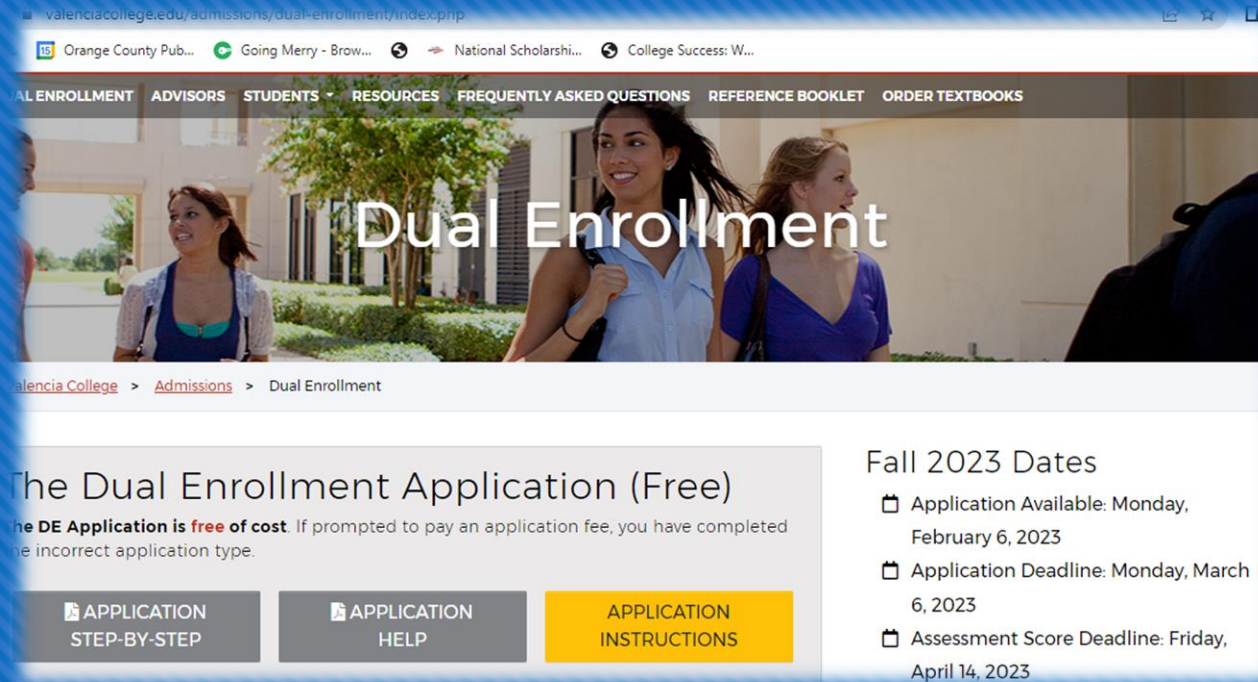 valenciacollege.edu/admissions/dual-enrollment/index.php
15 Orange County Pub... Going Merry - Brow... National Scholarshi... College Success: W...
AL ENROLLMENT ADVISORS STUDENTS RESOURCES FREQUENTLY ASKED QUESTIONS REFERENCE BOOKLET ORDER TEXTBOOKS
Dual Enrollment
alencia College > Admissions > Dual Enrollment
The Dual Enrollment Application (Free)
he DE Application is free of cost. If prompted to pay an application fee, you have completed
he incorrect application type.
APPLICATION
STEP-BY-STEP
APPLICATION
HELP
APPLICATION
INSTRUCTIONS
Fall 2023 Dates
Application Available: Monday,
February 6, 2023
Application Deadline: Monday, March
6, 2023
Assessment Score Deadline: Friday,
April 14, 2023